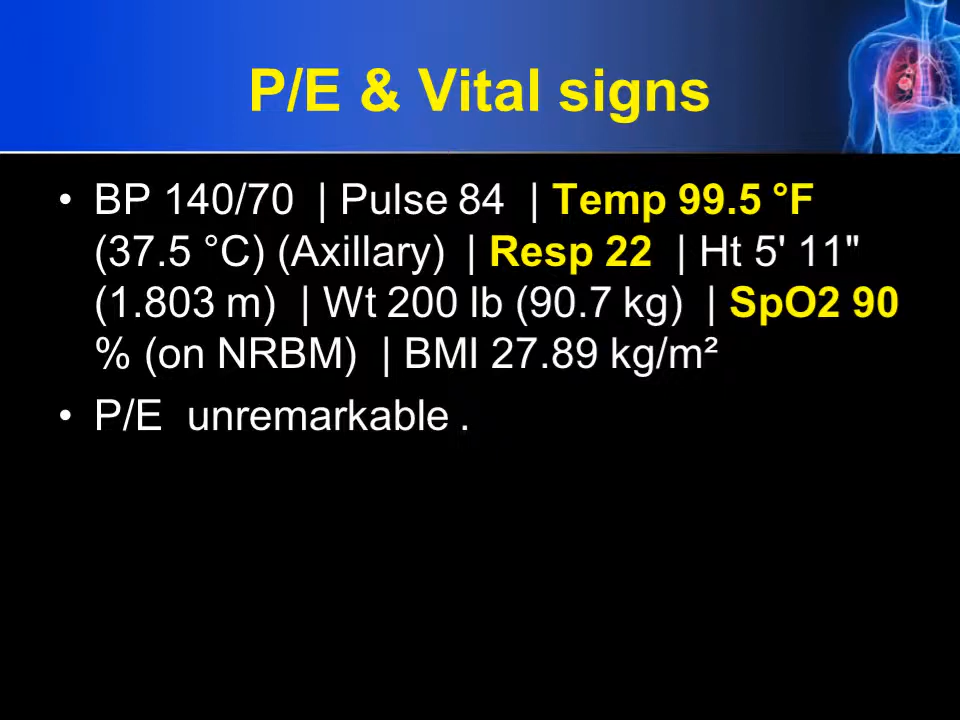 P/E & Vital signs
• BP 140/70 | Pulse 84 | Temp 99.5 °F
(37.5 °C) (Axillary) | Resp 22 | Ht 5' 11"
(1.803 m) | Wt 200 lb (90.7 kg) | SpO2 90
% (on NRBM) | BMI 27.89 kg/m²
• P/E unremarkable .